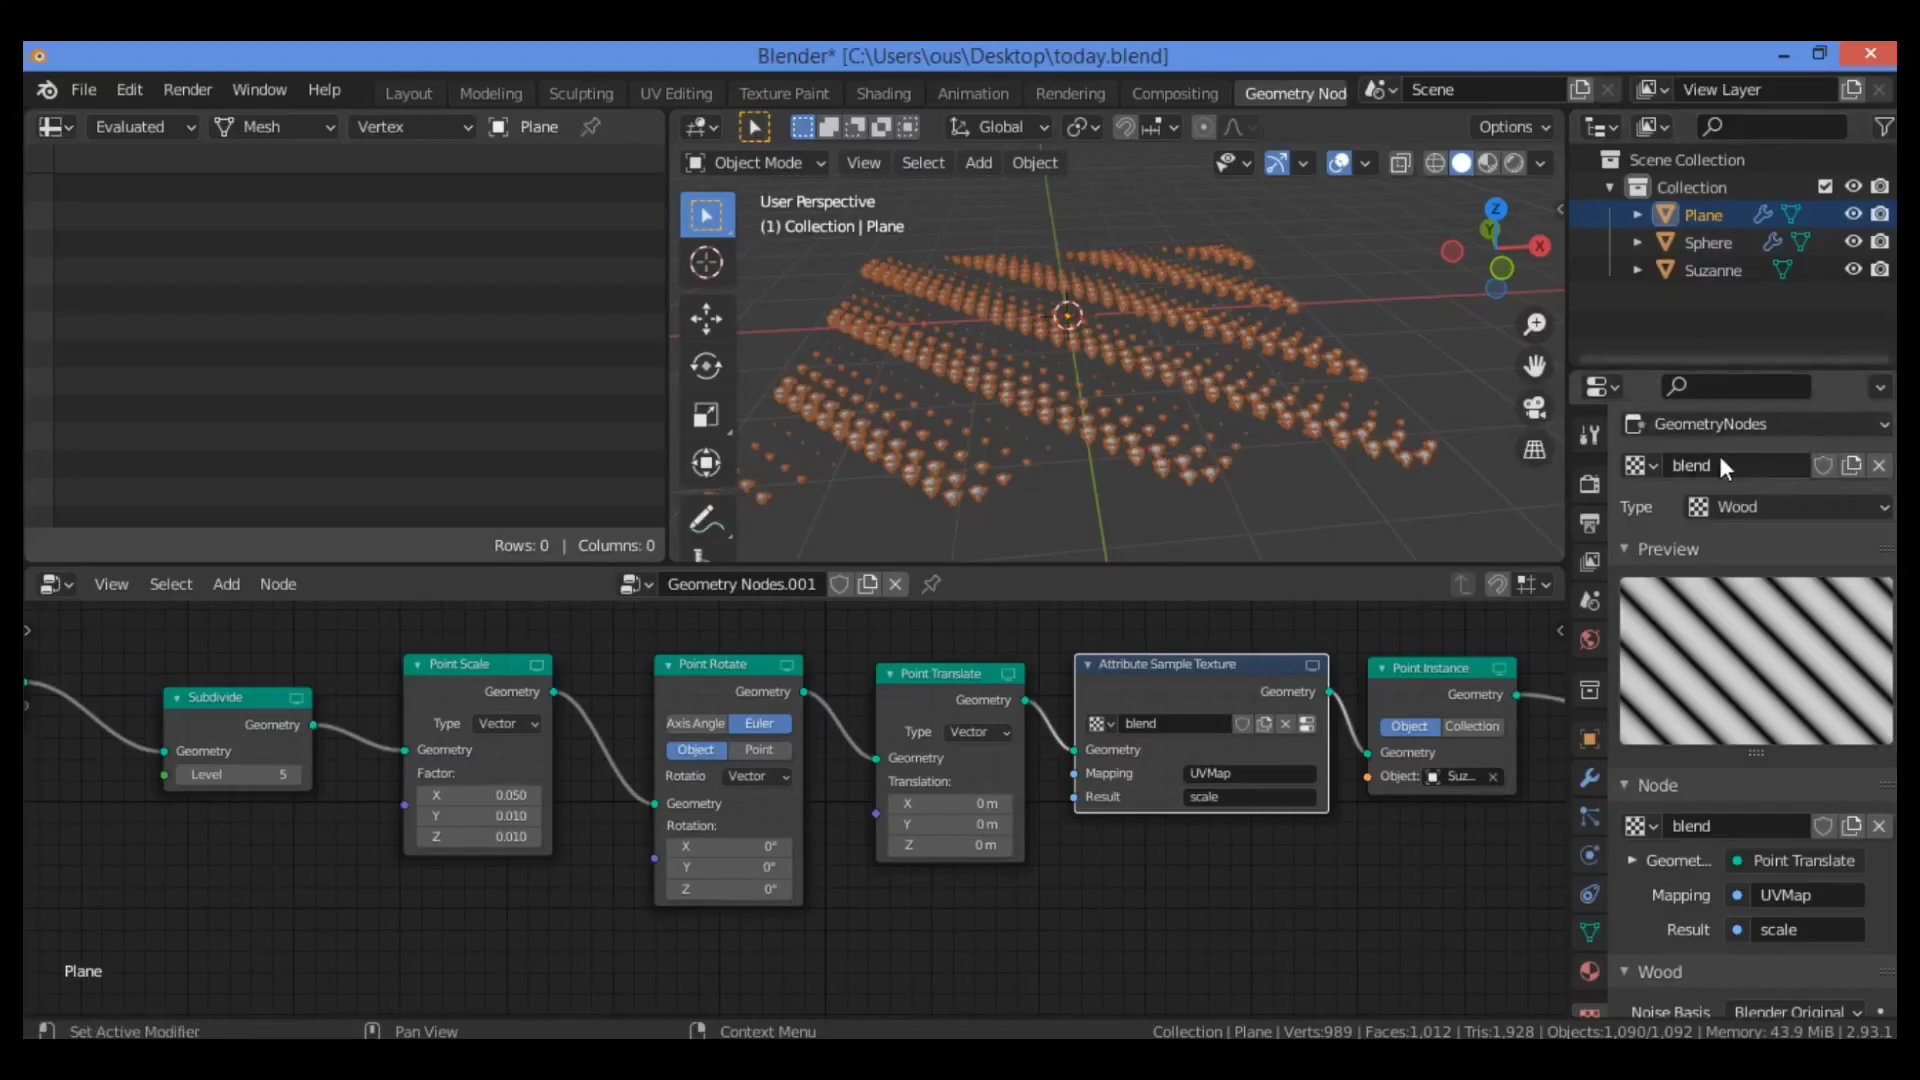 Blender* [C:\Users\ous\Desktop\today.blend]
File Edit Render Window Help Layout Modeling Sculpting UV Editing Texture Paint Shading Animation Rendering Compositing Geometry Nod Scene View Layer
Evaluated Mesh Vertex Plane Global Options
Object Mode View Select Add Object
User Perspective
(1) Collection | Plane
Z
Y
X
Scene Collection
Collection
Plane
Sphere
Suzanne
GeometryNodes
blend
Type Wood
Preview
Rows: 0 | Columns: 0
View Select Add Node Geometry Nodes.001
Subdivide
Geometry
Geometry
Level 5
Point Scale
Geometry
Type Vector
Geometry
Factor:
X 0.050
Y 0.010
Z 0.010
Point Rotate
Geometry
Axis Angle Euler
Object Point
Rotatio Vector
Geometry
Rotation:
X 0°
Y 0°
Z 0°
Point Translate
Geometry
Type Vector
Geometry
Translation:
X 0 m
Y 0 m
Z 0 m
Attribute Sample Texture
Geometry
blend
Geometry
Mapping UVMap
Result scale
Point Instance
Geometry
Object Collection
Geometry
Object: Suz...
Node
blend
Geomet... Point Translate
Mapping UVMap
Result scale
Wood
Noise Basis Blender Original
Plane
Set Active Modifier Pan View Context Menu Collection | Plane | Verts:989 | Faces:1,012 | Tris:1,928 | Objects:1,090/1,092 | Memory: 43.9 MiB | 2.93.1